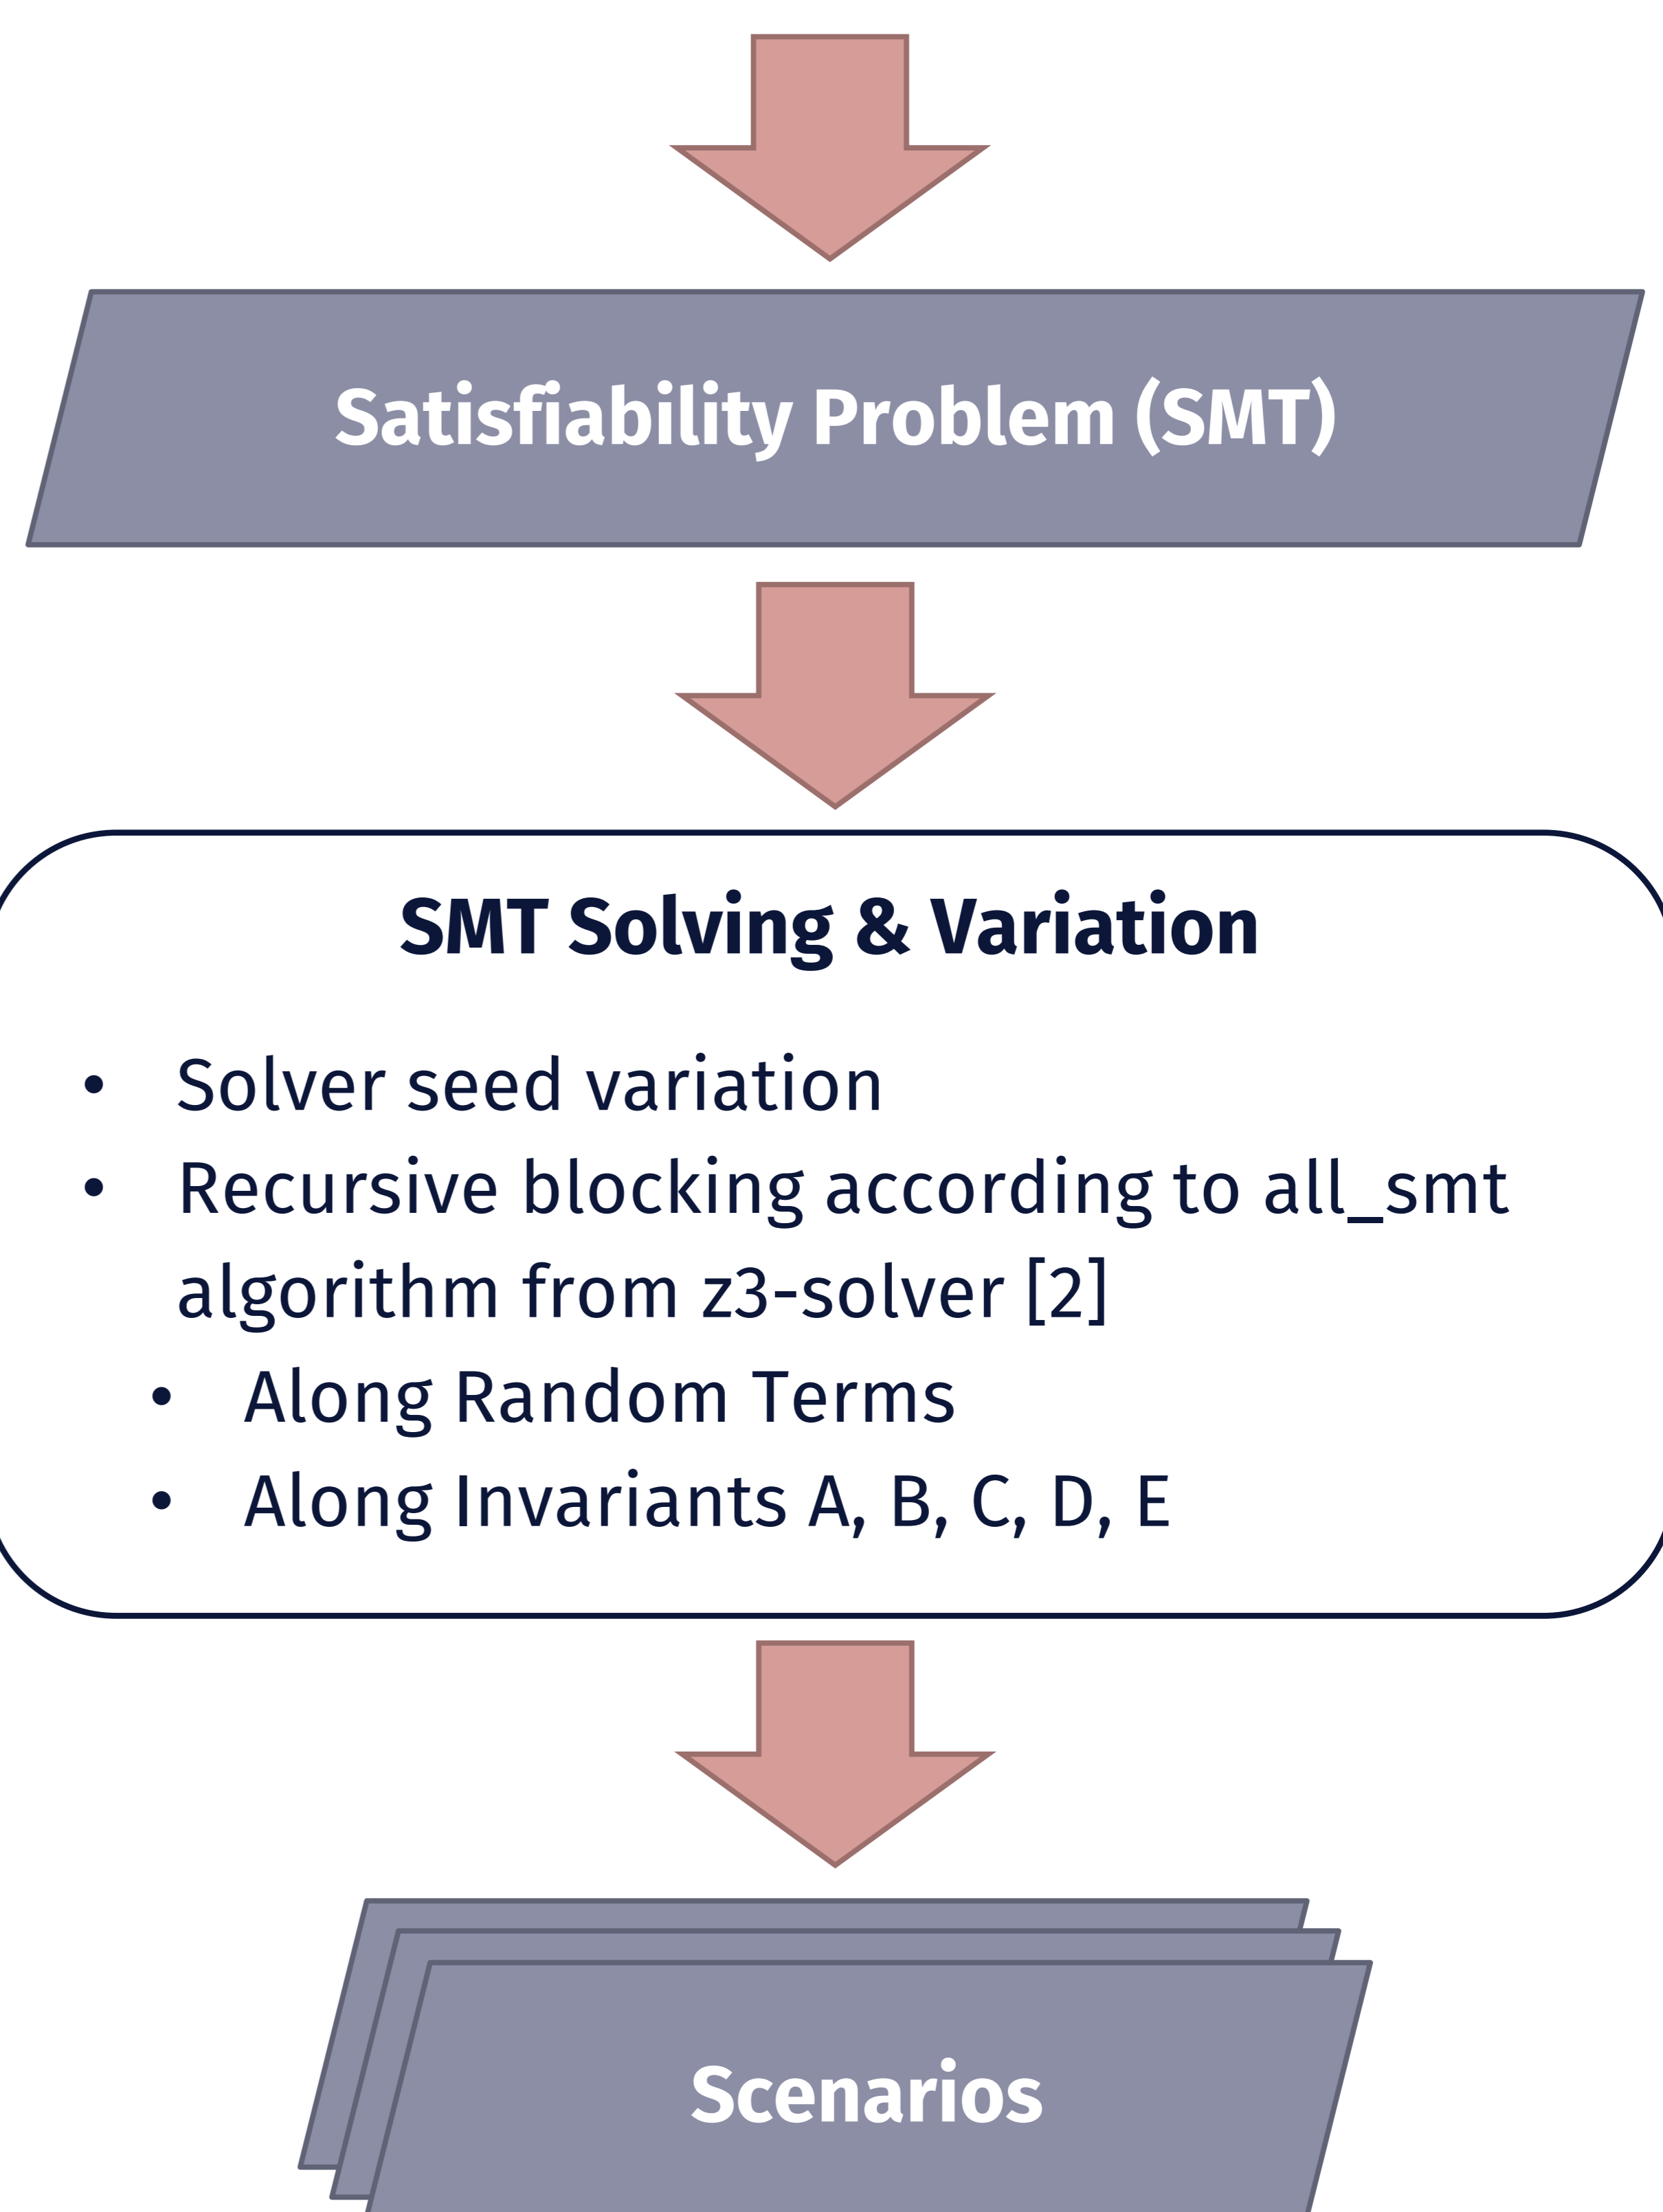 Satisfiability Problem (SMT)
SMT Solving & Variation
• Solver seed variation
• Recursive blocking according to all_smt
algorithm from z3-solver [2]
• Along Random Terms
• Along Invariants A, B, C, D, E
Scenarios